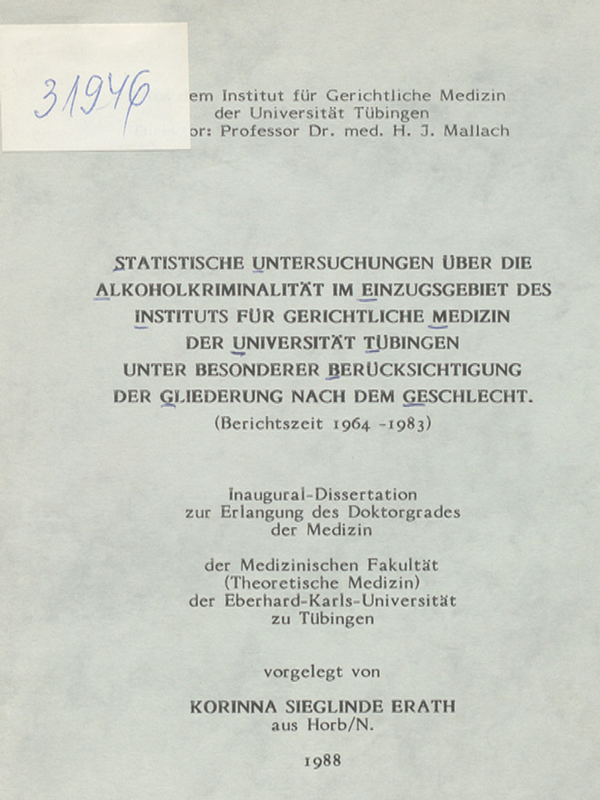 31946
em Institut für Gerichtliche Medizin
der Universität Tübingen
or: Professor Dr. med. H. J. Mallach
STATISTISCHE UNTERSUCHUNGEN ÜBER DIE
ALKOHOLKRIMINALITÄT IM EINZUGSGEBIET DES
INSTITUTS FÜR GERICHTLICHE MEDIZIN
DER UNIVERSITÄT TÜBINGEN
UNTER BESONDERER BERÜCKSICHTIGUNG
DER GLIEDERUNG NACH DEM GESCHLECHT.
(Berichtszeit 1964 -1983)
Inaugural-Dissertation
zur Erlangung des Doktorgrades
der Medizin
der Medizinischen Fakultät
(Theoretische Medizin)
der Eberhard-Karls-Universität
zu Tübingen
vorgelegt von
KORINNA SIEGLINDE ERATH
aus Horb/N.
1988